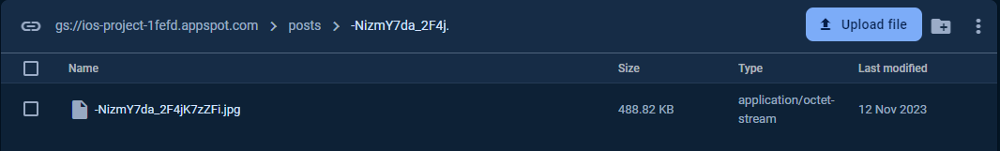 gs://ios-project-1fefd.appspot.com > posts > -NizmY7da_2F4j.
Upload file
Name Size Type Last modified
-NizmY7da_2F4jK7zZFi.jpg 488.82 KB application/octet-
stream 12 Nov 2023